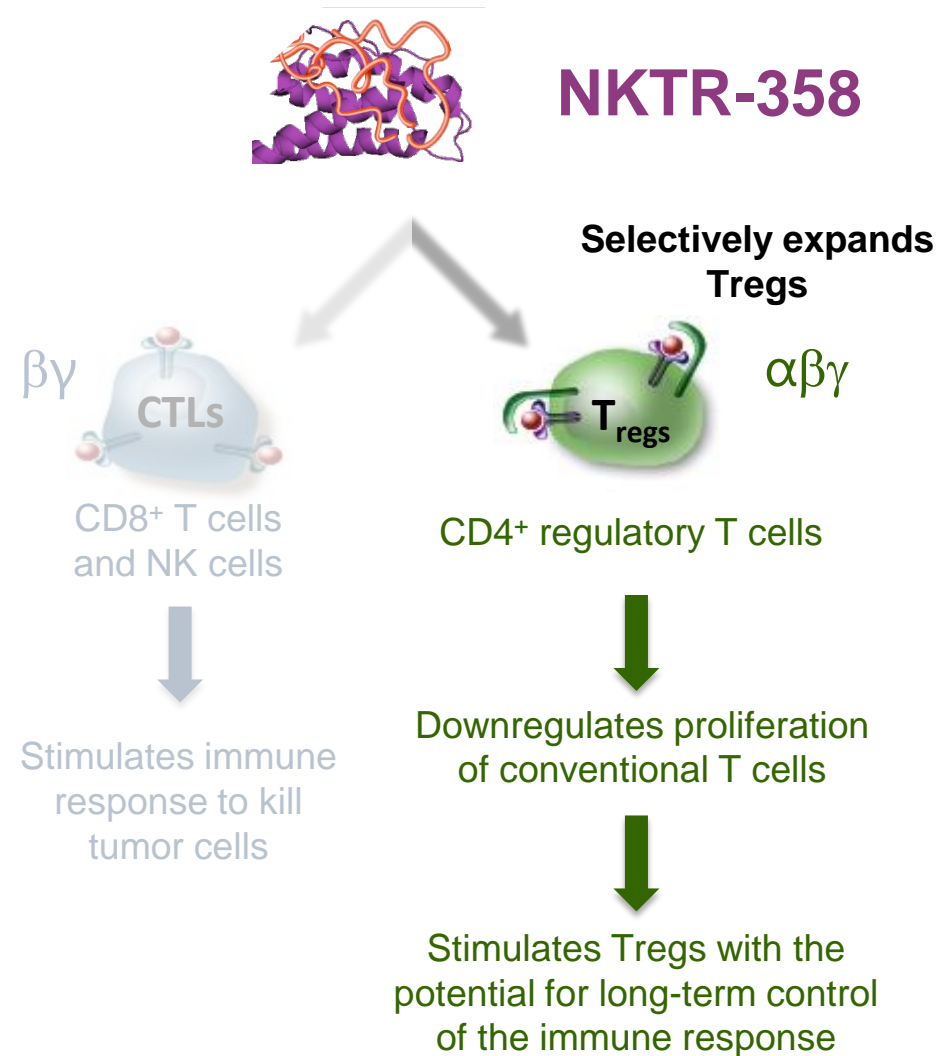 NKTR-358
Selectively expands
Tregs
βγ
CTLs
CD8⁺ T cells
and NK cells
Stimulates immune
response to kill
tumor cells
αβγ
Tregs
CD4⁺ regulatory T cells
Downregulates proliferation
of conventional T cells
Stimulates Tregs with the
potential for long-term control
of the immune response